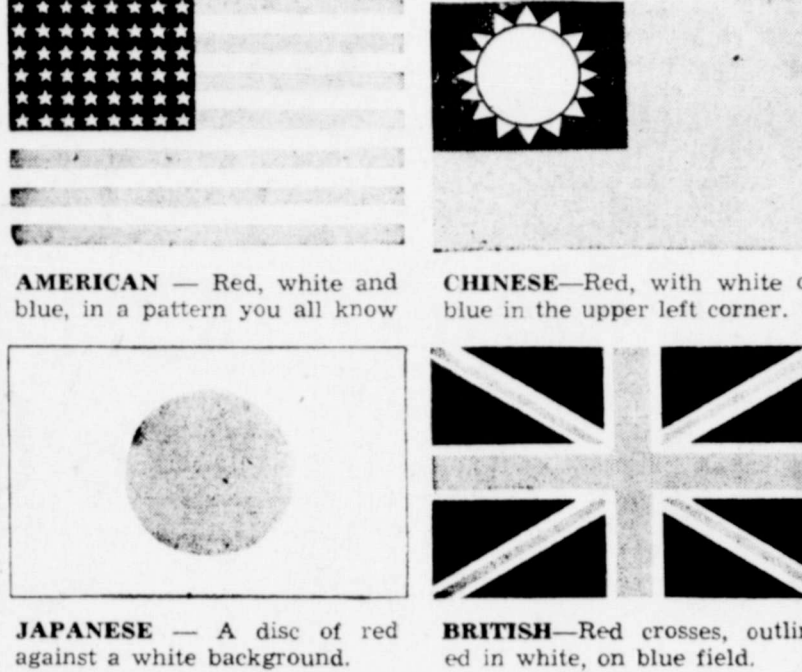 AMERICAN — Red, white and
blue, in a pattern you all know
CHINESE—Red, with white
blue in the upper left corner.
JAPANESE — A disc of red
against a white background.
BRITISH—Red crosses, outlin
ed in white, on blue field.